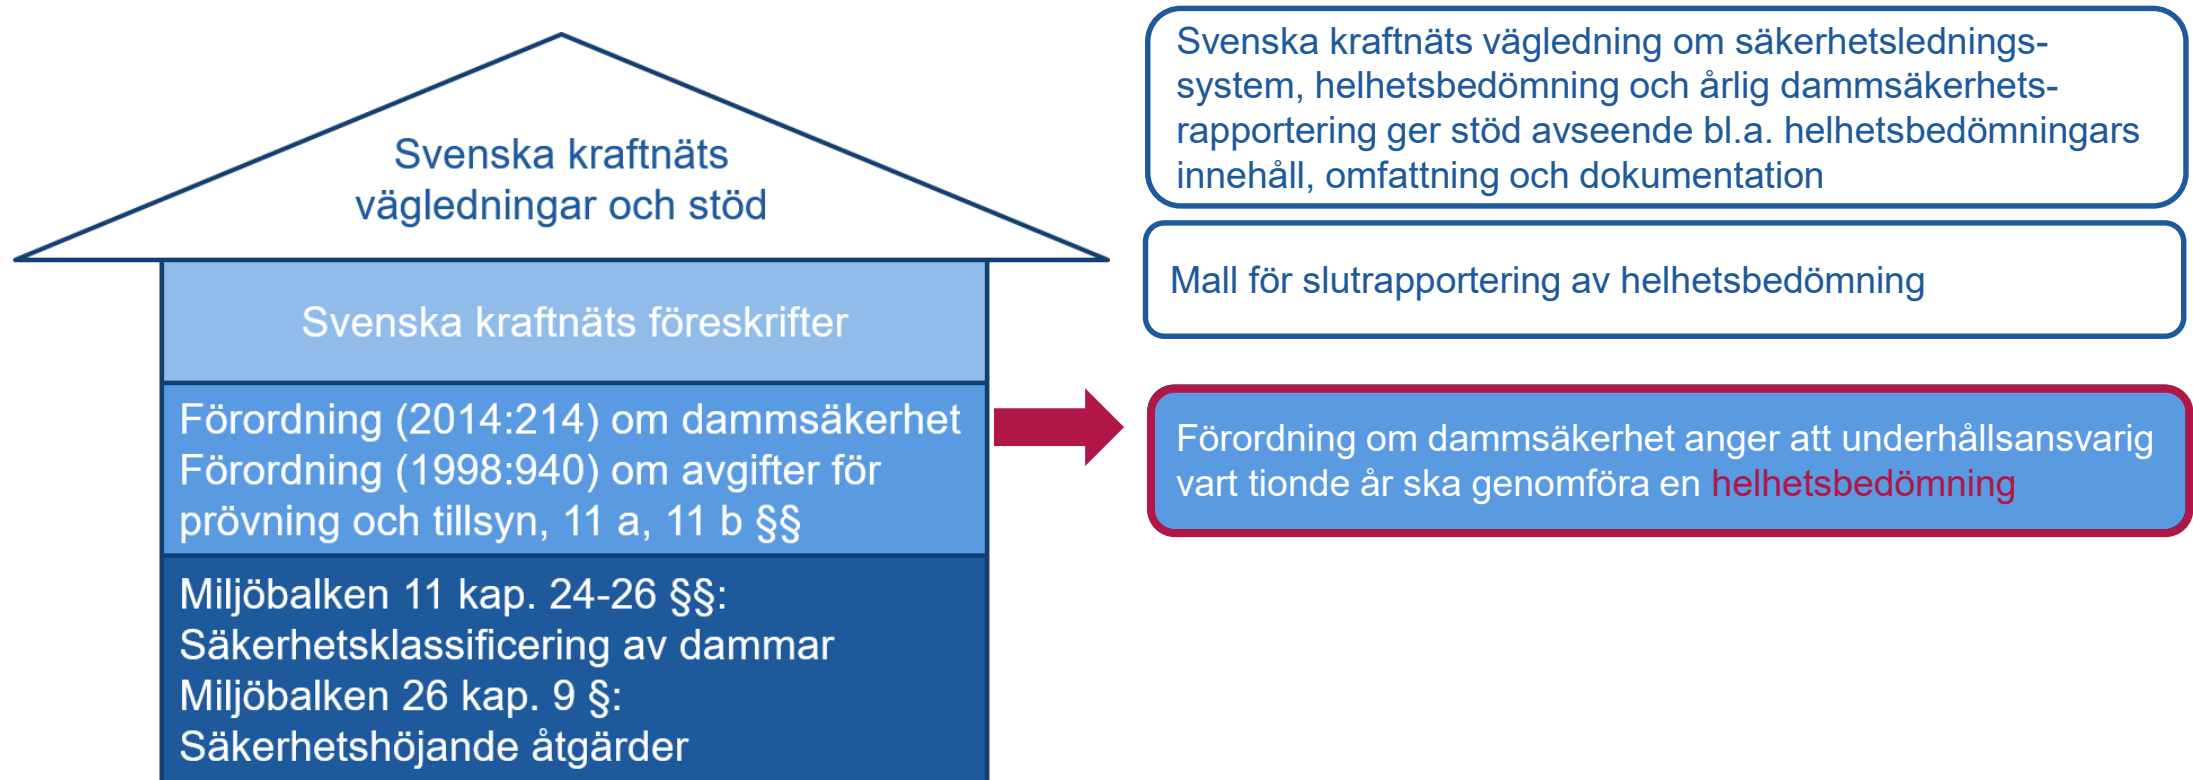 Svenska kraftnäts
vägledningar och stöd
Svenska kraftnäts föreskrifter
Förordning (2014:214) om dammsäkerhet
Förordning (1998:940) om avgifter för
prövning och tillsyn, 11 a, 11 b §§
Miljöbalken 11 kap. 24-26 §§:
Säkerhetsklassificering av dammar
Miljöbalken 26 kap. 9 §:
Säkerhetshöjande åtgärder
Svenska kraftnäts vägledning om säkerhetslednings-
system, helhetsbedömning och årlig dammsäkerhets-
rapportering ger stöd avseende bl.a. helhetsbedömningars
innehåll, omfattning och dokumentation
Mall för slutrapportering av helhetsbedömning
Förordning om dammsäkerhet anger att underhållsansvarig
vart tionde år ska genomföra en helhetsbedömning